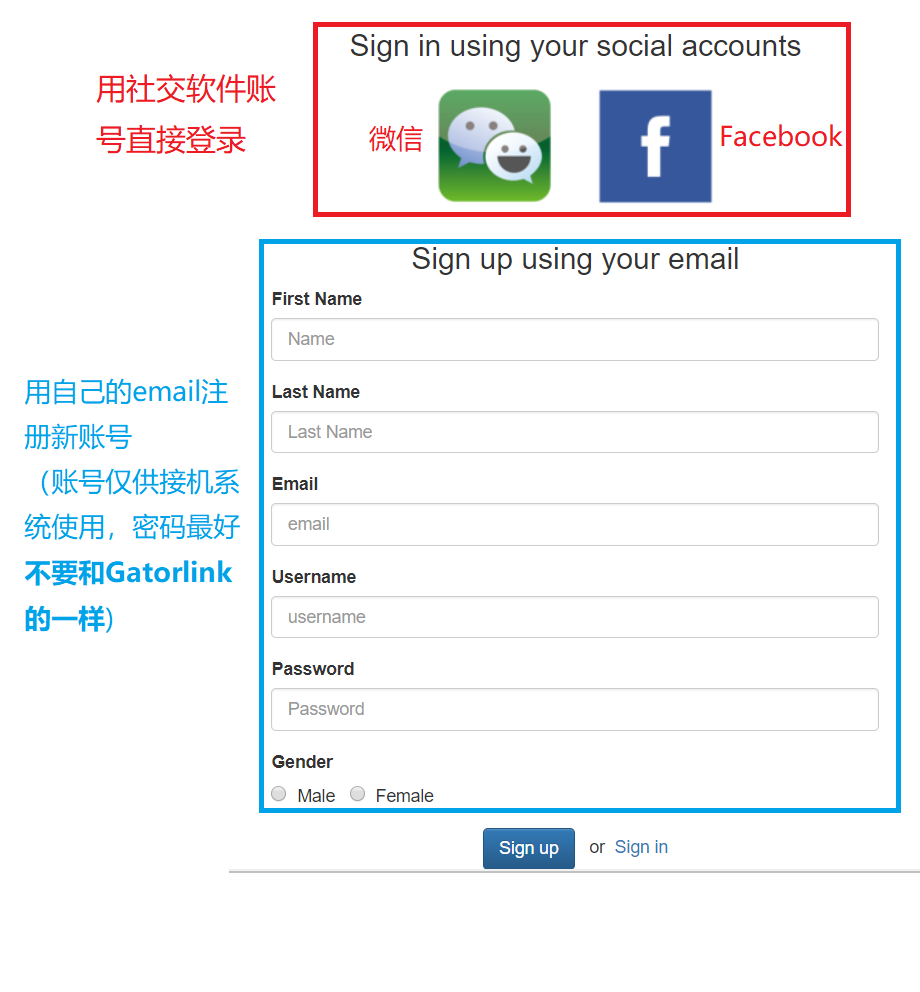 Sign in using your social accounts
用社交软件账
号直接登录
微信
Facebook
Sign up using your email
First Name
Name
Last Name
Last Name
Email
email
Username
username
Password
Password
Gender
Male Female
用自己的email注
册新账号
（账号仅供接机系
统使用，密码最好
不要和Gatorlink
的一样)
Sign up or Sign in